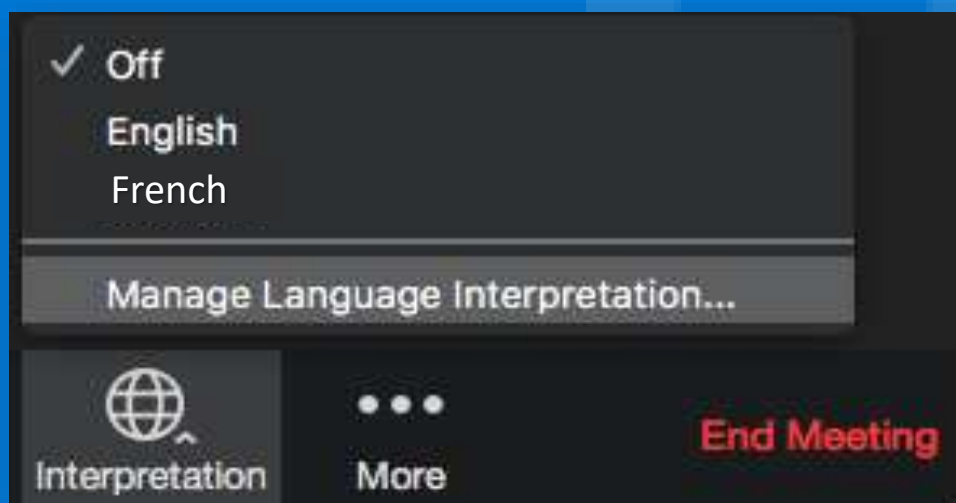 Off
English
French
Manage Language Interpretation...
Interpretation
More
End Meeting